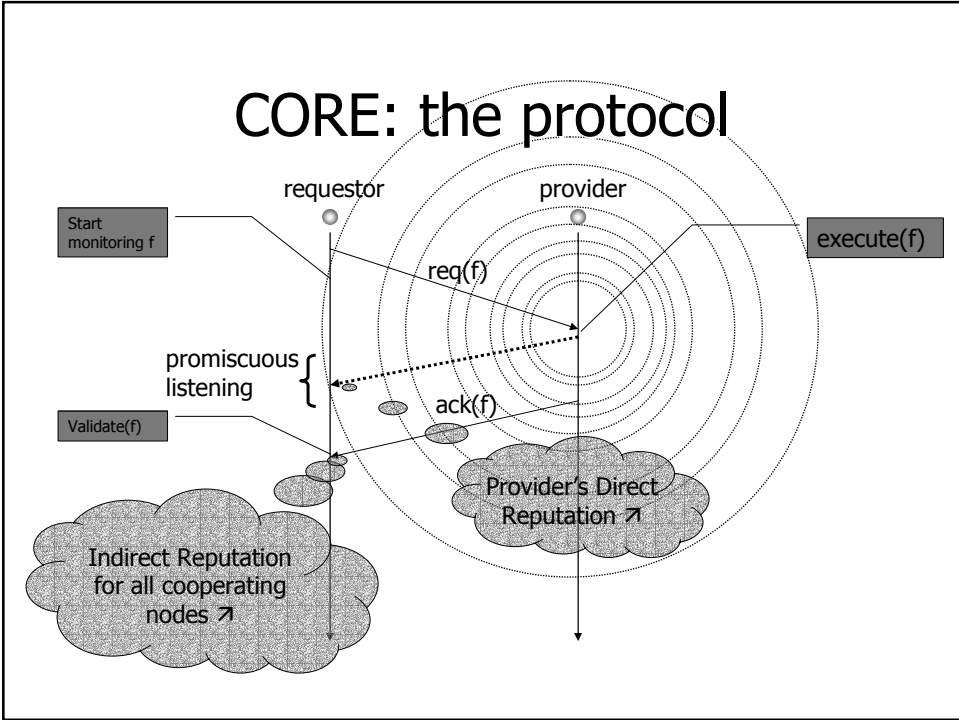 CORE: the protocol
requestor
provider
Start
monitoring f
execute(f)
req(f)
promiscuous
listening
ack(f)
Validate(f)
Provider's Direct
Reputation ↗
Indirect Reputation
for all cooperating
nodes ↗